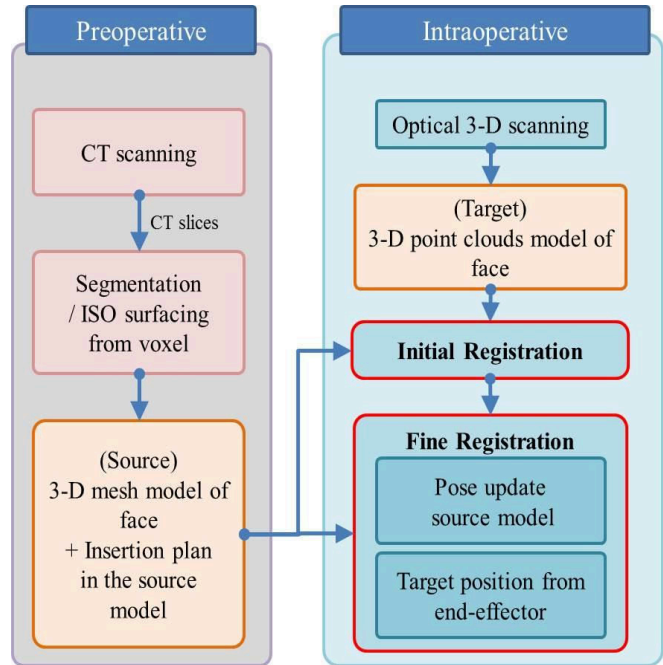 Preoperative
CT scanning
CT slices
Segmentation
/ ISO surfacing
from voxel
(Source)
3-D mesh model of
face
+ Insertion plan
in the source
model
Intraoperative
Optical 3-D scanning
(Target)
3-D point clouds model of
face
Initial Registration
Fine Registration
Pose update
source model
Target position from
end-effector